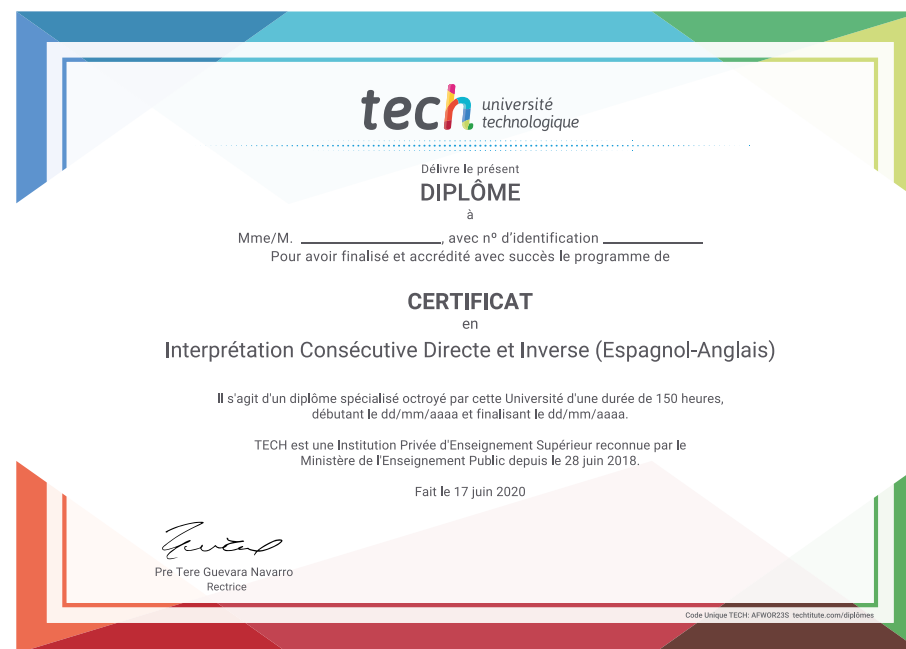 tech université
technologique
Délivre le présent
DIPLÔME
à
Mme/M. ____________________, avec nº d'identification ______________
Pour avoir finalisé et accrédité avec succès le programme de
CERTIFICAT
en
Interprétation Consécutive Directe et Inverse (Espagnol-Anglais)
Il s'agit d'un diplôme spécialisé octroyé par cette Université d'une durée de 150 heures,
débutant le dd/mm/aaaa et finalisant le dd/mm/aaaa.
TECH est une Institution Privée d'Enseignement Supérieur reconnue par le
Ministère de l'Enseignement Public depuis le 28 juin 2018.
Fait le 17 juin 2020
Pre Tere Guevara Navarro
Rectrice
Code Unique TECH: AFWOR23S techtitute.com/diplômes